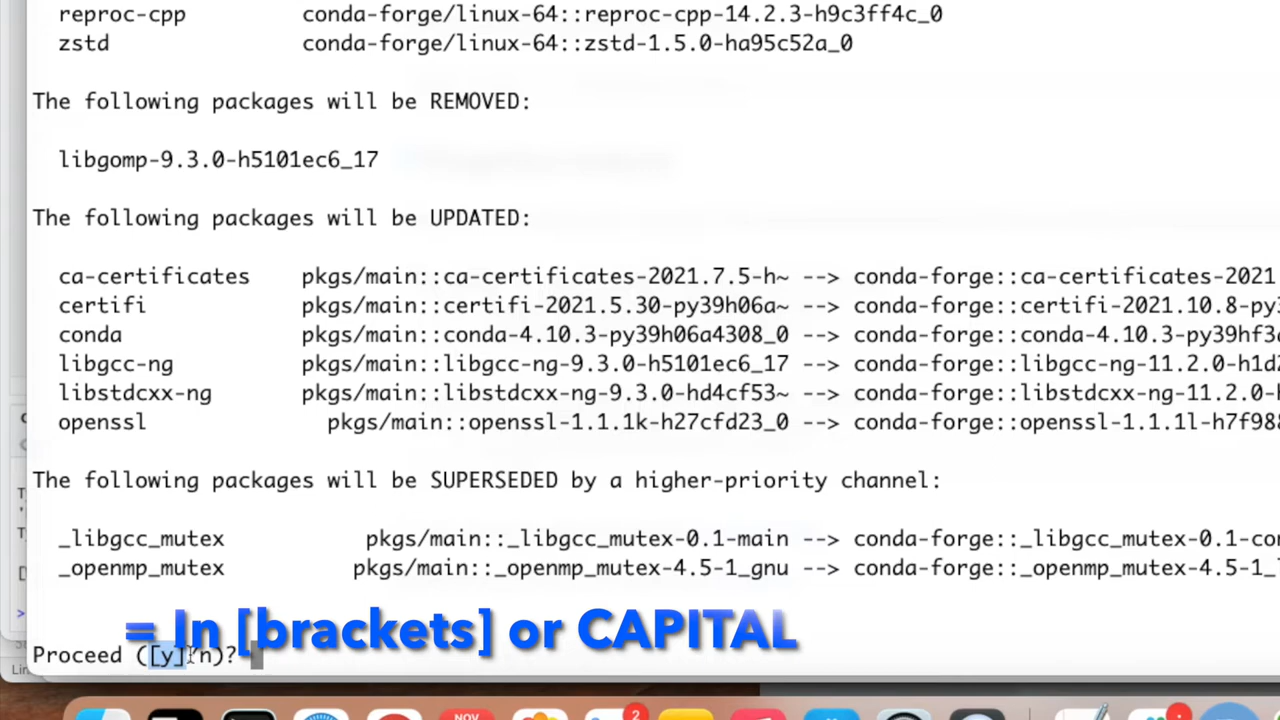 reproc-cpp conda-forge/linux-64::reproc-cpp-14.2.3-h9c3ff4c_0
zstd conda-forge/linux-64::zstd-1.5.0-ha95c52a_0
The following packages will be REMOVED:
libgomp-9.3.0-h5101ec6_17
The following packages will be UPDATED:
ca-certificates pkgs/main::ca-certificates-2021.7.5-h~ --> conda-forge::ca-certificates-2021
certifi pkgs/main::certifi-2021.5.30-py39h06a~ --> conda-forge::certifi-2021.10.8-py3
conda pkgs/main::conda-4.10.3-py39h06a4308_0 --> conda-forge::conda-4.10.3-py39hf3
libgcc-ng pkgs/main::libgcc-ng-9.3.0-h5101ec6_17 --> conda-forge::libgcc-ng-11.2.0-h1d
libstdcxx-ng pkgs/main::libstdcxx-ng-9.3.0-hd4cf53~ --> conda-forge::libstdcxx-ng-11.2.0-h
openssl pkgs/main::openssl-1.1.1k-h27cfd23_0 --> conda-forge::openssl-1.1.1l-h7f98
The following packages will be SUPERSEDED by a higher-priority channel:
_libgcc_mutex pkgs/main::_libgcc_mutex-0.1-main --> conda-forge::_libgcc_mutex-0.1-con
_openmp_mutex pkgs/main::_openmp_mutex-4.5-1_gnu --> conda-forge::_openmp_mutex-4.5-1_
= In [brackets] or CAPITAL
Proceed ([y]/n)?
NOV
2